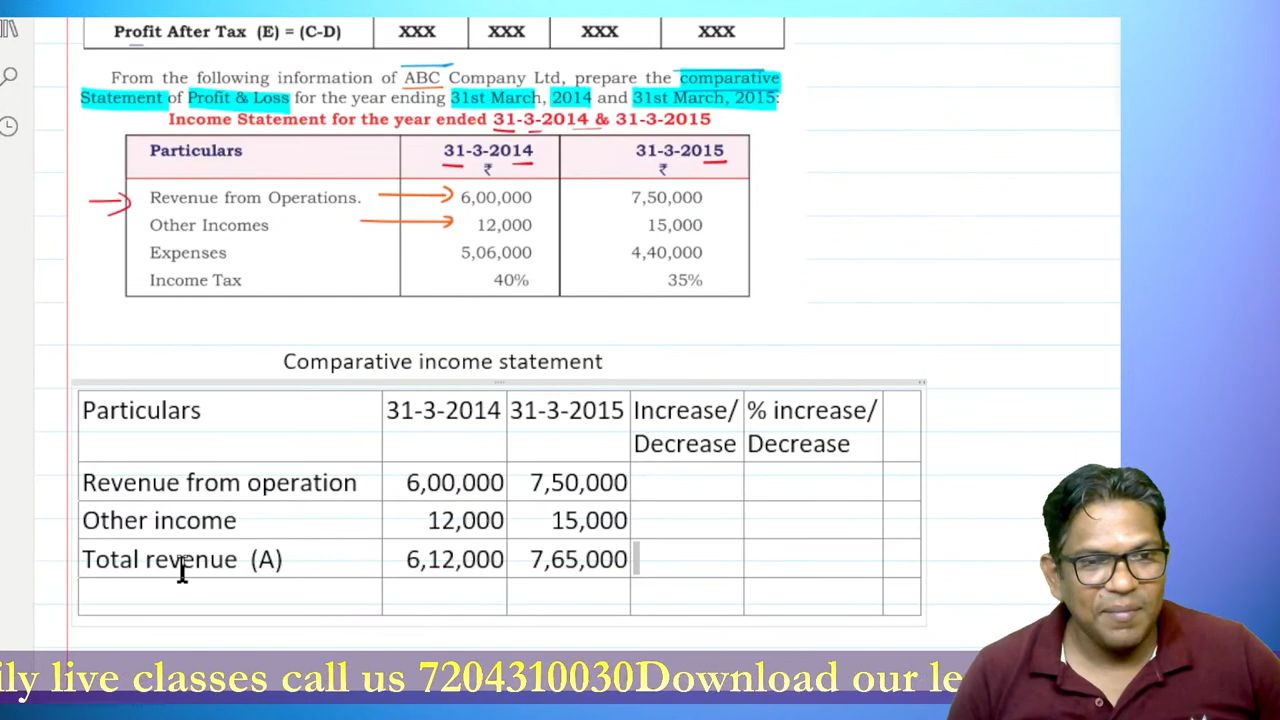 Profit After Tax (E) = (C-D) XXX XXX XXX XXX
From the following information of ABC Company Ltd, prepare the comparative
Statement of Profit & Loss for the year ending 31st March, 2014 and 31st March, 2015:
Income Statement for the year ended 31-3-2014 & 31-3-2015
Particulars 31-3-2014 31-3-2015
₹ ₹
Revenue from Operations. 6,00,000 7,50,000
Other Incomes 12,000 15,000
Expenses 5,06,000 4,40,000
Income Tax 40% 35%
Comparative income statement
Particulars 31-3-2014 31-3-2015 Increase/ % increase/
Decrease Decrease
Revenue from operation 6,00,000 7,50,000
Other income 12,000 15,000
Total revenue (A) 6,12,000 7,65,000
ily live classes call us 7204310030Download our le